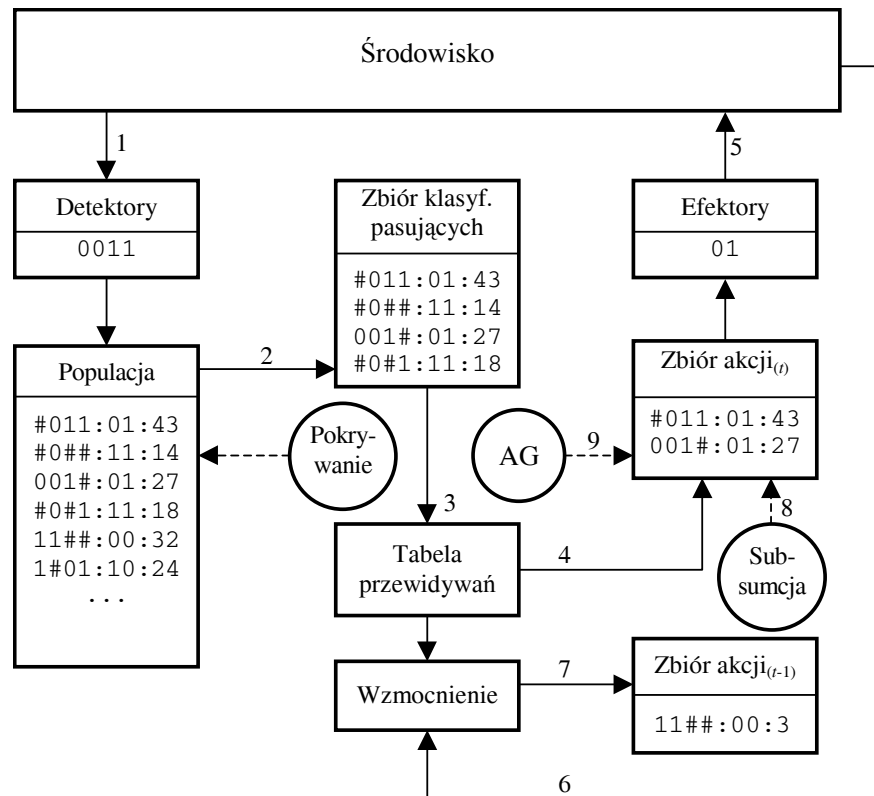 Środowisko
1
5
Detektory
0011
Zbiór klasyf.
pasujących
#011:01:43
#0##:11:14
001#:01:27
#0#1:11:18
Efektory
01
2
Populacja
#011:01:43
#0##:11:14
001#:01:27
#0#1:11:18
11##:00:32
1#01:10:24
...
Pokry-
wanie
AG
9
Zbiór akcji(t)
#011:01:43
001#:01:27
3
8
Tabela
przewidywań
4
Sub-
sumcja
Wzmocnienie
7
Zbiór akcji(t-1)
11##:00:3
6